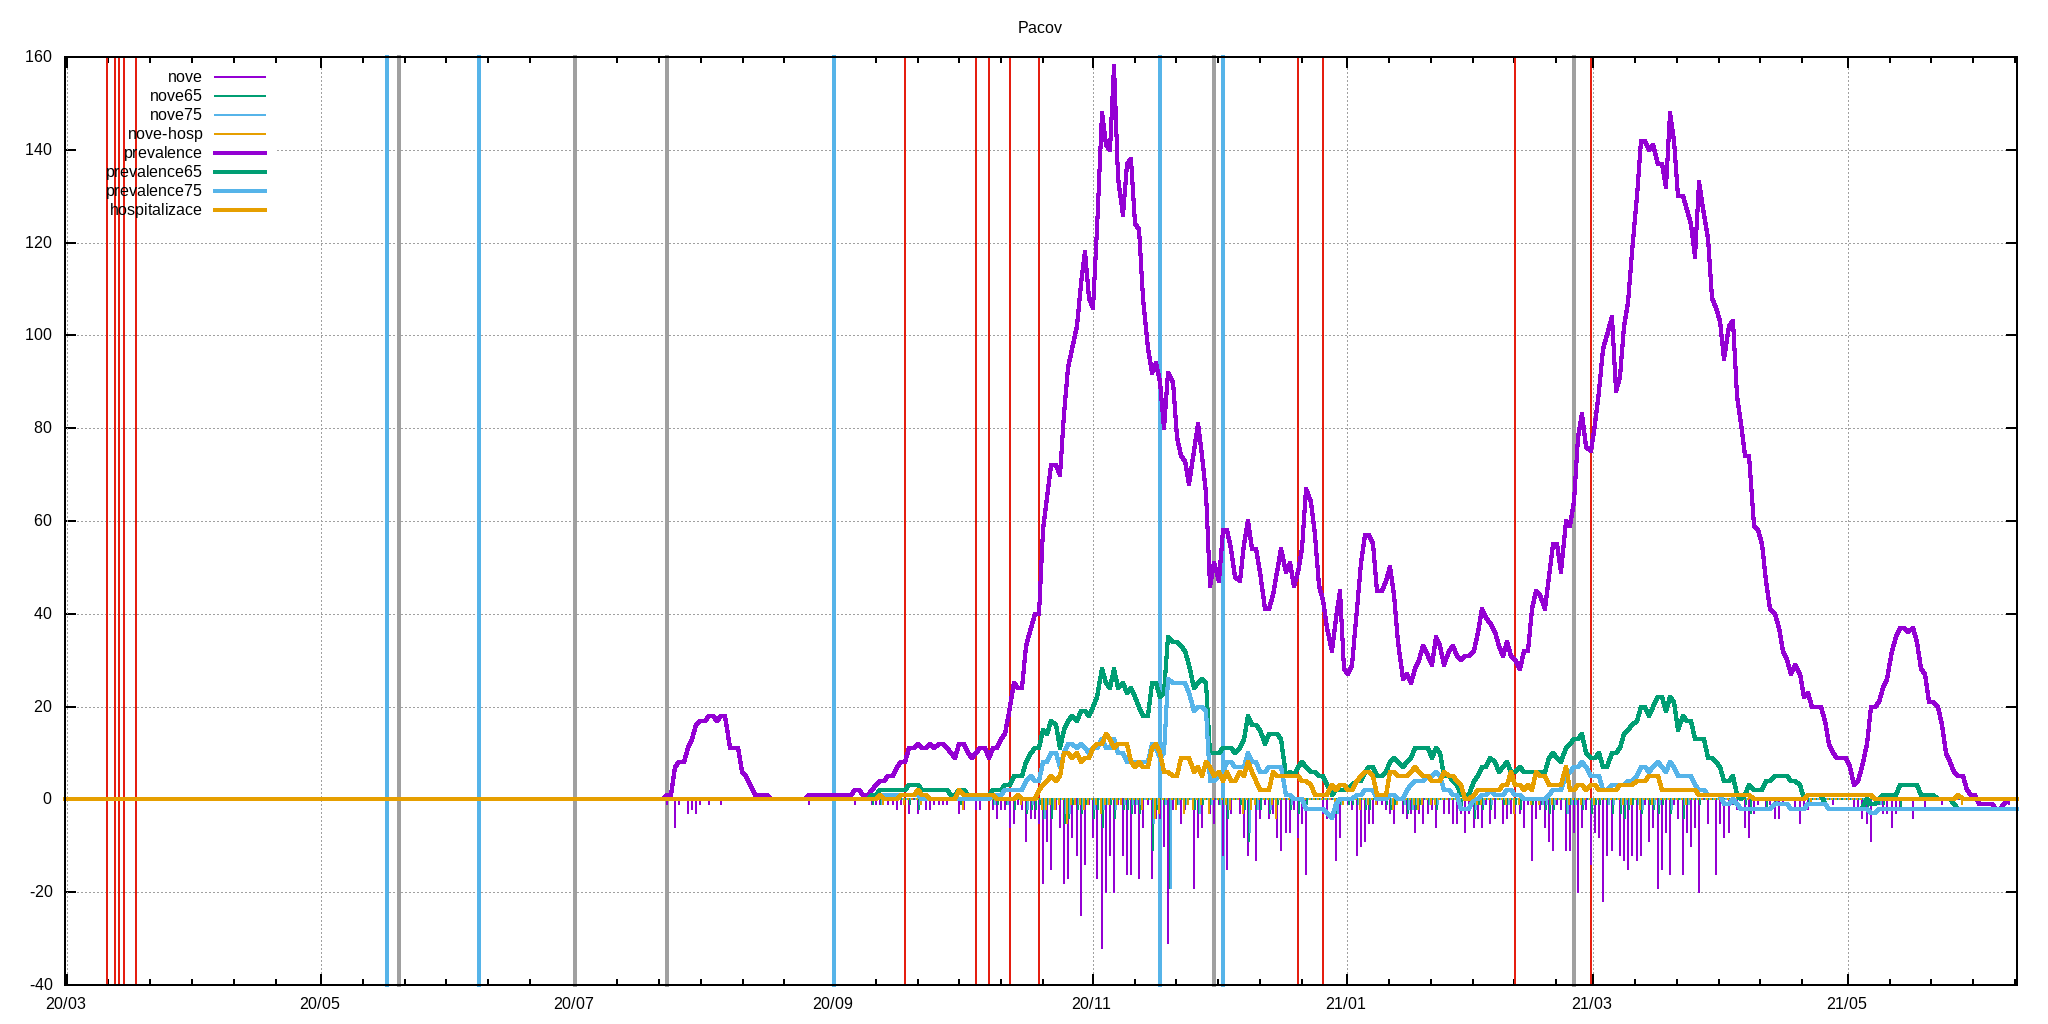 Pacov
160
140
120
100
80
60
40
20
0
-20
-40
nove
nove65
nove75
nove-hosp
prevalence
prevalence65
prevalence75
hospitalizace
20/03 20/05 20/07 20/09 20/11 21/01 21/03 21/05